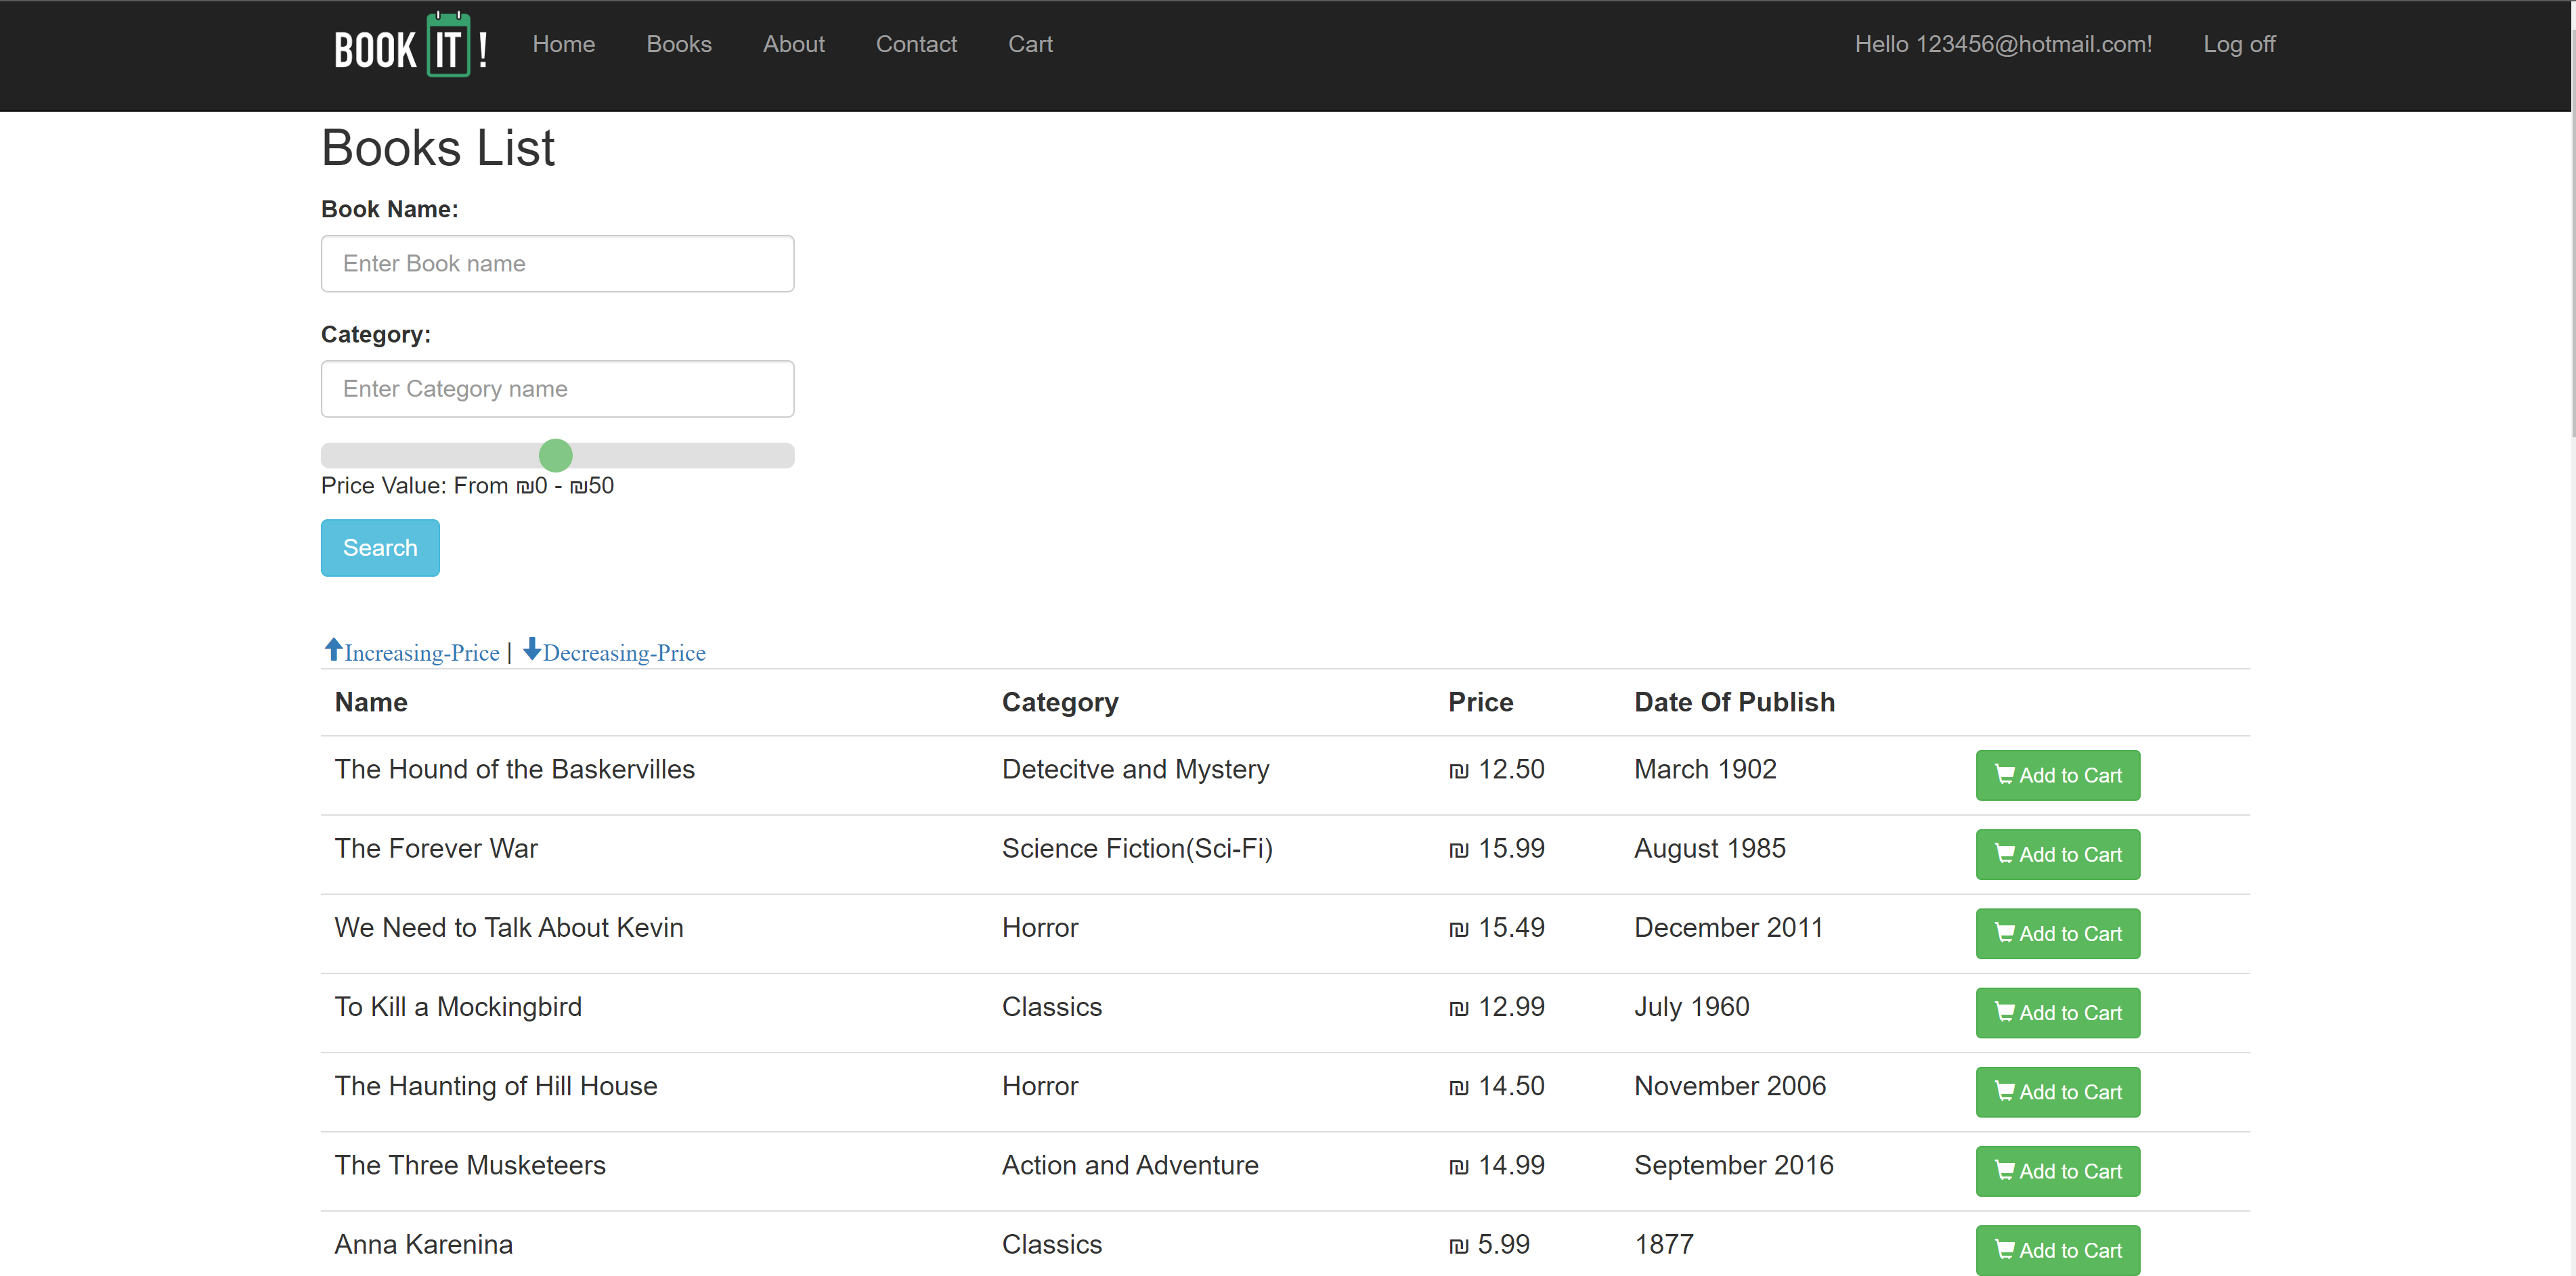 BOOK IT ! Home Books About Contact Cart Hello 123456@hotmail.com! Log off
Books List
Book Name:
Enter Book name
Category:
Enter Category name
Price Value: From ₪0 - ₪50
Search
Increasing-Price | Decreasing-Price
Name Category Price Date Of Publish
The Hound of the Baskervilles Detecitve and Mystery ₪ 12.50 March 1902 Add to Cart
The Forever War Science Fiction(Sci-Fi) ₪ 15.99 August 1985 Add to Cart
We Need to Talk About Kevin Horror ₪ 15.49 December 2011 Add to Cart
To Kill a Mockingbird Classics ₪ 12.99 July 1960 Add to Cart
The Haunting of Hill House Horror ₪ 14.50 November 2006 Add to Cart
The Three Musketeers Action and Adventure ₪ 14.99 September 2016 Add to Cart
Anna Karenina Classics ₪ 5.99 1877 Add to Cart